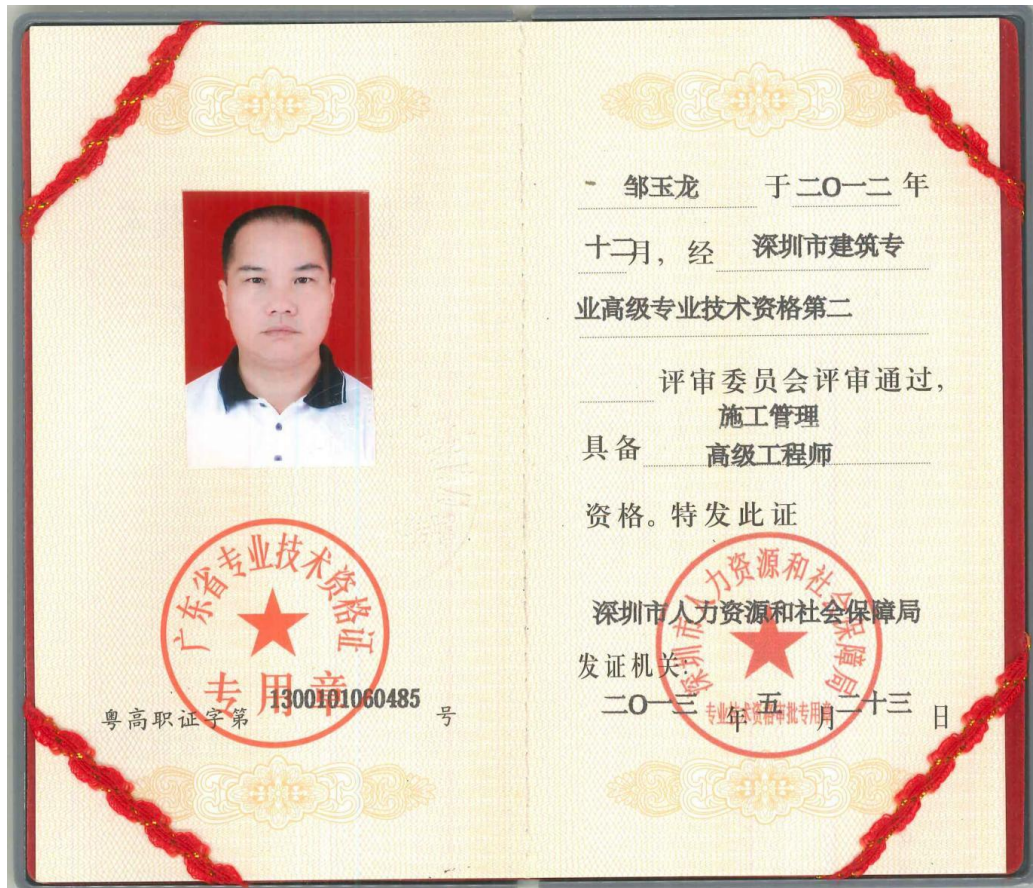 广东省专业技术资格证
专用章
粤高职证字第 1300101060485 号
邹玉龙 于 二O一二 年
十二月，经 深圳市建筑专
业高级专业技术资格第二
评审委员会评审通过，
施工管理
具备 高级工程师
资格。特发此证
深圳市人力资源和社会保障局
深圳市人力资源和社会保障局
发证机关：
二O一三 年 五 月 二十三 日
专业技术资格审批专用章